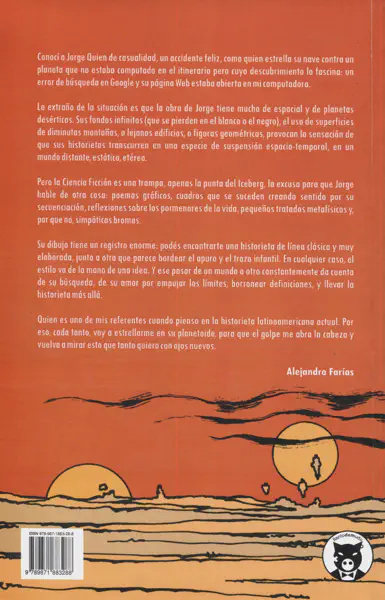 Conocí a Jorge Quien de casualidad, un accidente feliz, como quien estrella su nave contra un
planeta que no estaba computado en el itinerario pero cuyo descubrimiento lo fascina: un
error de búsqueda en Google y su página Web estaba abierta en mi computadora.
Lo extraño de la situación es que la obra de Jorge tiene mucho de espacial y de planetas
desérticos. Sus fondos infinitos (que se pierden en el blanco o el negro), el uso de superficies
de diminutas montañas, o lejanos edificios, o figuras geométricas, provocan la sensación de
que sus historietas transcurren en una especie de suspensión espacio-temporal, en un
mundo distante, estático, etéreo.
Pero la Ciencia Ficción es una trampa, apenas la punta del Iceberg, la excusa para que Jorge
hable de otra cosa: poemas gráficos, cuadros que se suceden creando sentido por su
secuenciación, reflexiones sobre los pormenores de la vida, pequeños tratados metafísicos y,
por que no, simpáticas bromas.
Su dibujo tiene un registro enorme: podés encontrarte una historieta de línea clásica y muy
elaborada, junto a otra que parece bordear el apuro y el trazo infantil. En cualquier caso, el
estilo va de la mano de una idea. Y ese pasar de un mundo a otro constantemente da cuenta
de su búsqueda, de su amor por empujar los límites, borronear definiciones, y llevar la
historieta más allá.
Quien es uno de mis referentes cuando pienso en la historieta latinoamericana actual. Por
eso, cada tanto, voy a estrellarme en su planetoide, para que el golpe me abra la cabeza y
vuelva a mirar esto que tanto quiero con ojos nuevos.
Alejandro Farías